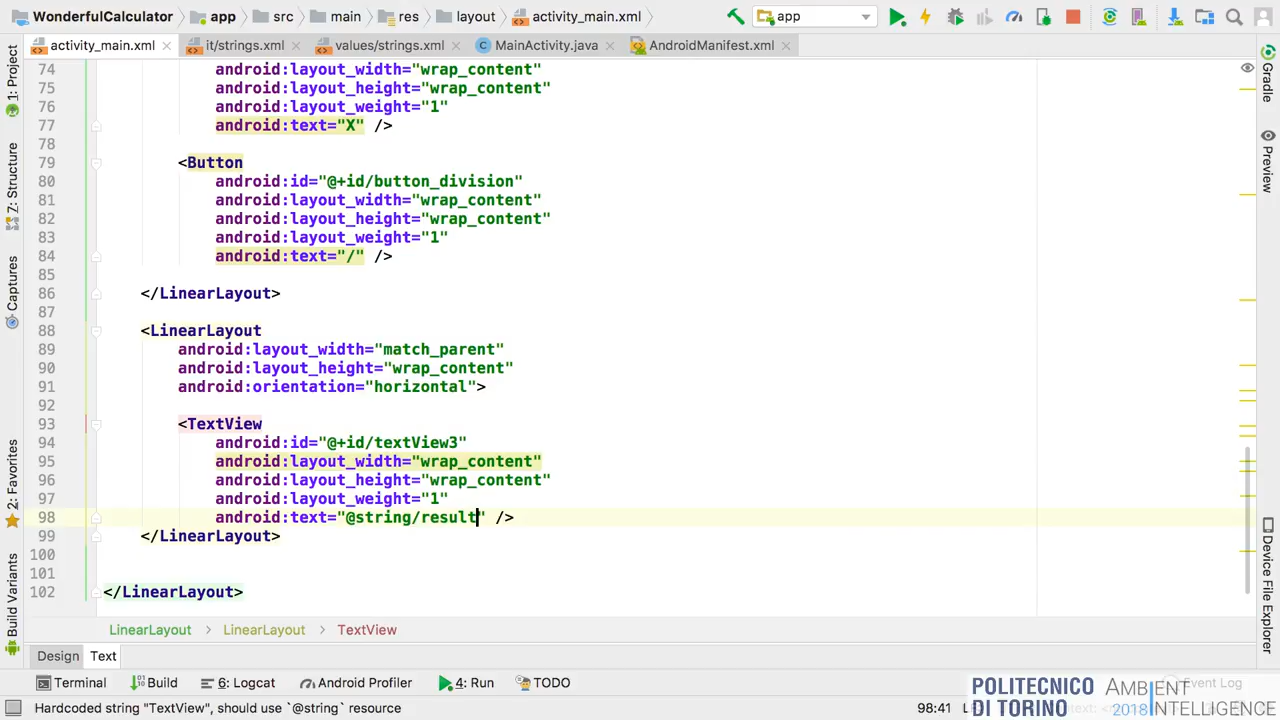 WonderfulCalculator app src main res layout activity_main.xml app
activity_main.xml it/strings.xml values/strings.xml MainActivity.java AndroidManifest.xml
74 android:layout_width="wrap_content"
75 android:layout_height="wrap_content"
76 android:layout_weight="1"
77 android:text="X" />
78
79 <Button
80 android:id="@+id/button_division"
81 android:layout_width="wrap_content"
82 android:layout_height="wrap_content"
83 android:layout_weight="1"
84 android:text="/" />
85
86 </LinearLayout>
87
88 <LinearLayout
89 android:layout_width="match_parent"
90 android:layout_height="wrap_content"
91 android:orientation="horizontal">
92
93 <TextView
94 android:id="@+id/textView3"
95 android:layout_width="wrap_content"
96 android:layout_height="wrap_content"
97 android:layout_weight="1"
98 android:text="@string/result" />
99 </LinearLayout>
100
101
102 </LinearLayout>
LinearLayout > LinearLayout > TextView
Design Text
Terminal Build 6: Logcat Android Profiler 4: Run TODO Event Log
Hardcoded string "TextView", should use `@string` resource 98:41
1: Project
Z: Structure
Captures
2: Favorites
Build Variants
Gradle
Preview
Device File Explorer
POLITECNICO
DI TORINO
AMBIENT
2018 INTELLIGENCE